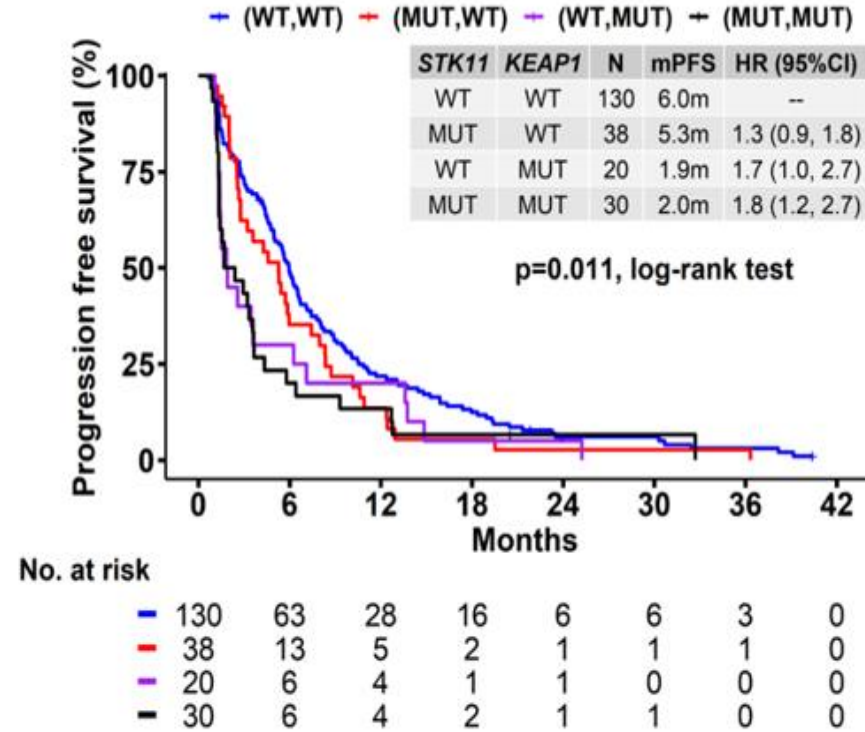 (WT,WT) (MUT,WT) (WT,MUT) (MUT,MUT)
STK11 KEAP1 N mPFS HR (95%CI)
WT WT 130 6.0m --
MUT WT 38 5.3m 1.3 (0.9, 1.8)
WT MUT 20 1.9m 1.7 (1.0, 2.7)
MUT MUT 30 2.0m 1.8 (1.2, 2.7)
p=0.011, log-rank test
Progression free survival (%)
100
75
50
25
0
0 6 12 18 24 30 36 42
Months
No. at risk
130 63 28 16 6 6 3 0
38 13 5 2 1 1 1 0
20 6 4 1 1 0 0 0
30 6 4 2 1 1 0 0